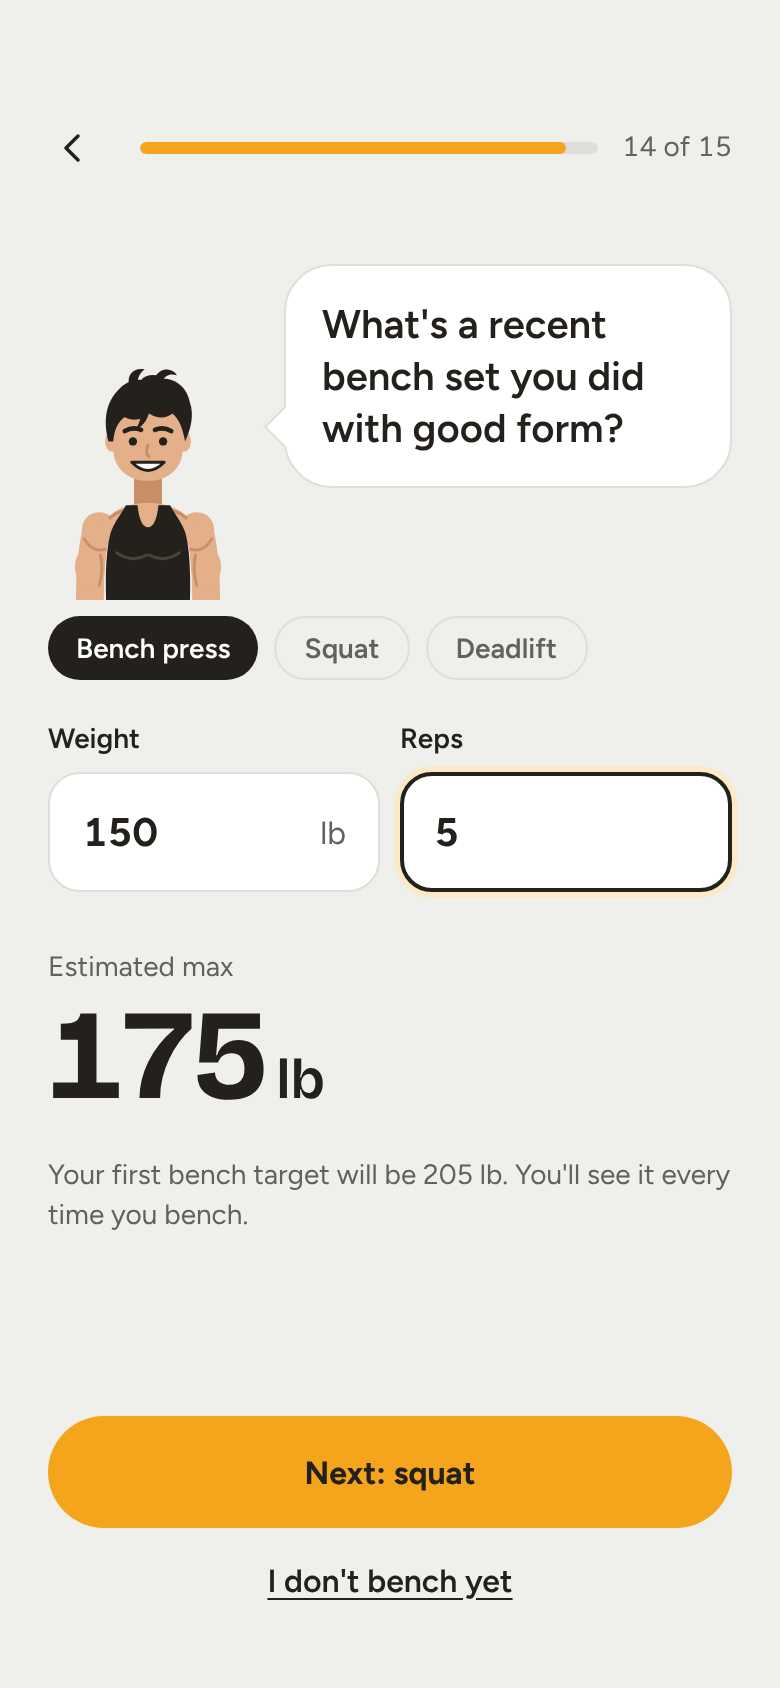 14 of 15
What's a recent
bench set you did
with good form?
Bench press
Squat
Deadlift
Weight
Reps
150 lb
5
Estimated max
175 lb
Your first bench target will be 205 lb. You'll see it every
time you bench.
Next: squat
I don't bench yet